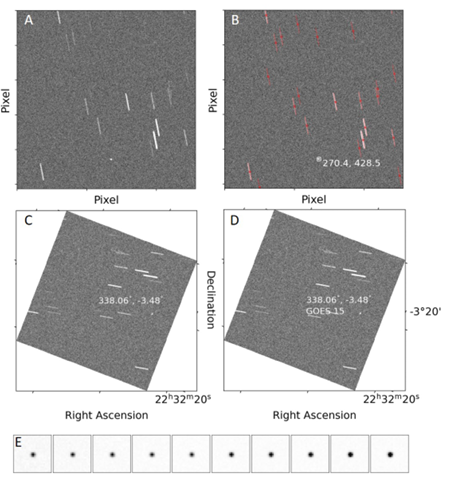 A
B
Pixel
Pixel
270.4, 428.5
Pixel
Pixel
C
D
338.06°, -3.48°
338.06°, -3.48°
GOES 15
Declination
-3°20'
22h32m20s
22h32m20s
Right Ascension
Right Ascension
E